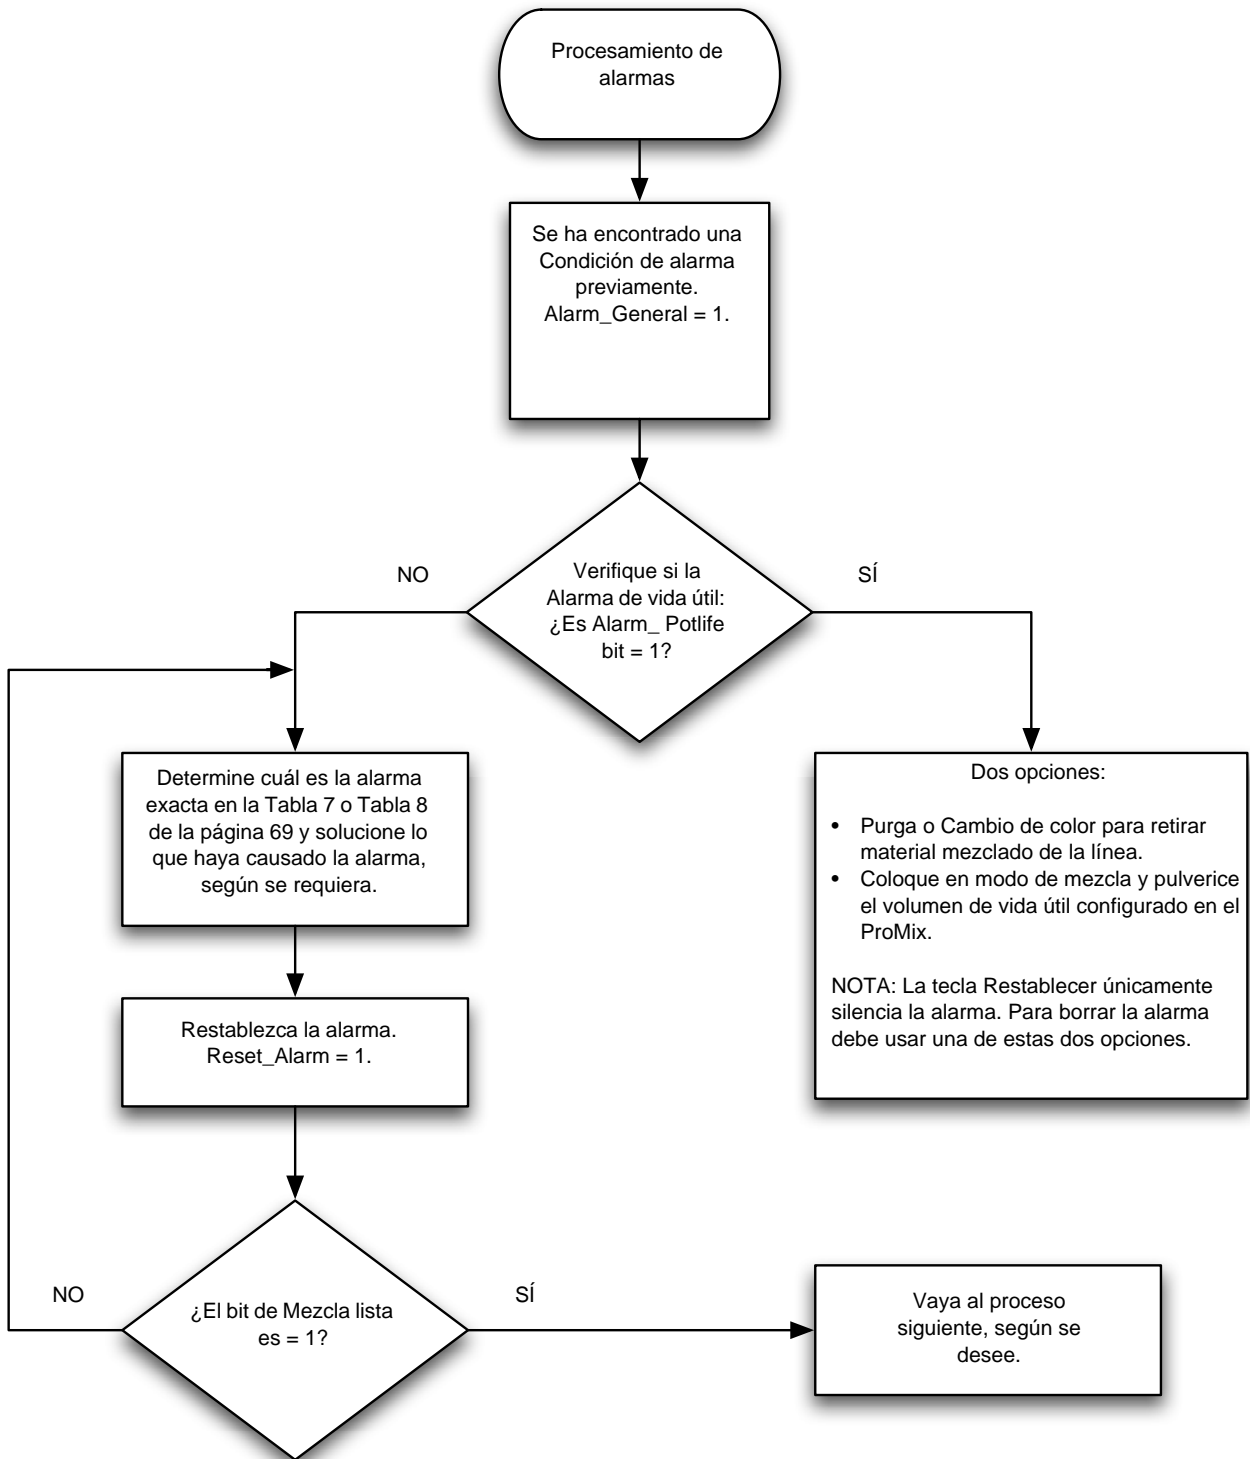 Procesamiento de
alarmas
Se ha encontrado una
Condición de alarma
previamente.
Alarm_General = 1.
NO
Verifique si la
Alarma de vida útil:
¿Es Alarm_ Potlife
bit = 1?
SÍ
Determine cuál es la alarma
exacta en la Tabla 7 o Tabla 8
de la página 69 y solucione lo
que haya causado la alarma,
según se requiera.
Dos opciones:
• Purga o Cambio de color para retirar
material mezclado de la línea.
• Coloque en modo de mezcla y pulverice
el volumen de vida útil configurado en el
ProMix.
NOTA: La tecla Restablecer únicamente
silencia la alarma. Para borrar la alarma
debe usar una de estas dos opciones.
Restablezca la alarma.
Reset_Alarm = 1.
NO
¿El bit de Mezcla lista
es = 1?
SÍ
Vaya al proceso
siguiente, según se
desee.